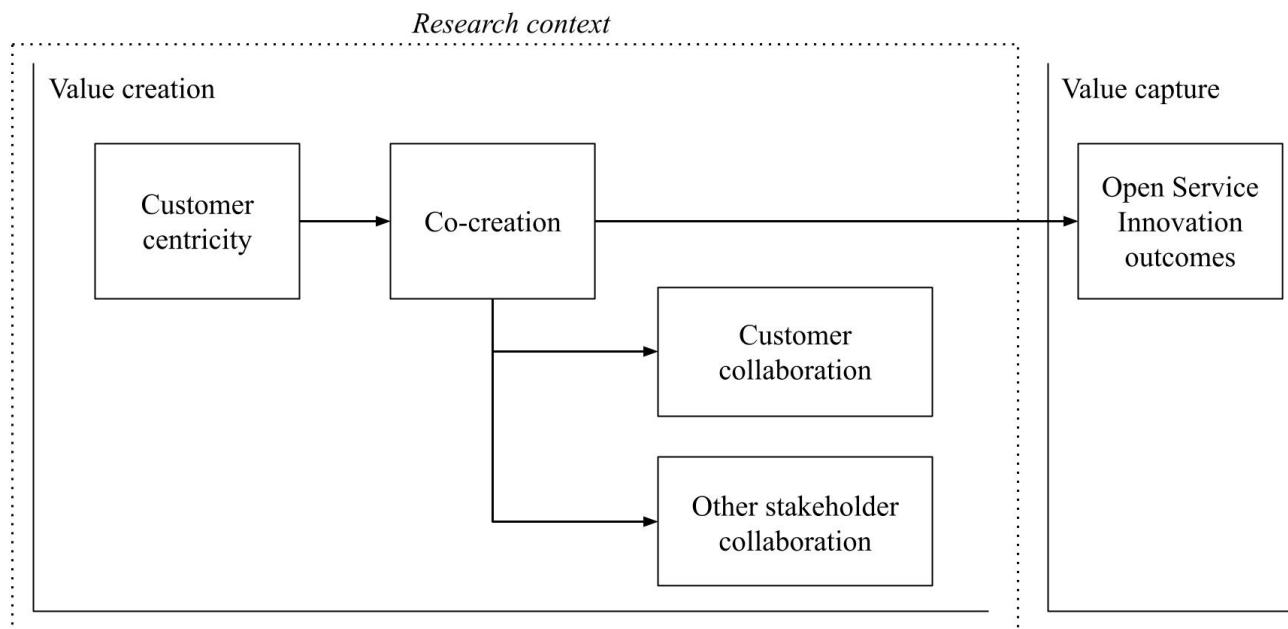 Research context
Value creation
Value capture
Customer
centricity
Co-creation
Open Service
Innovation
outcomes
Customer
collaboration
Other stakeholder
collaboration